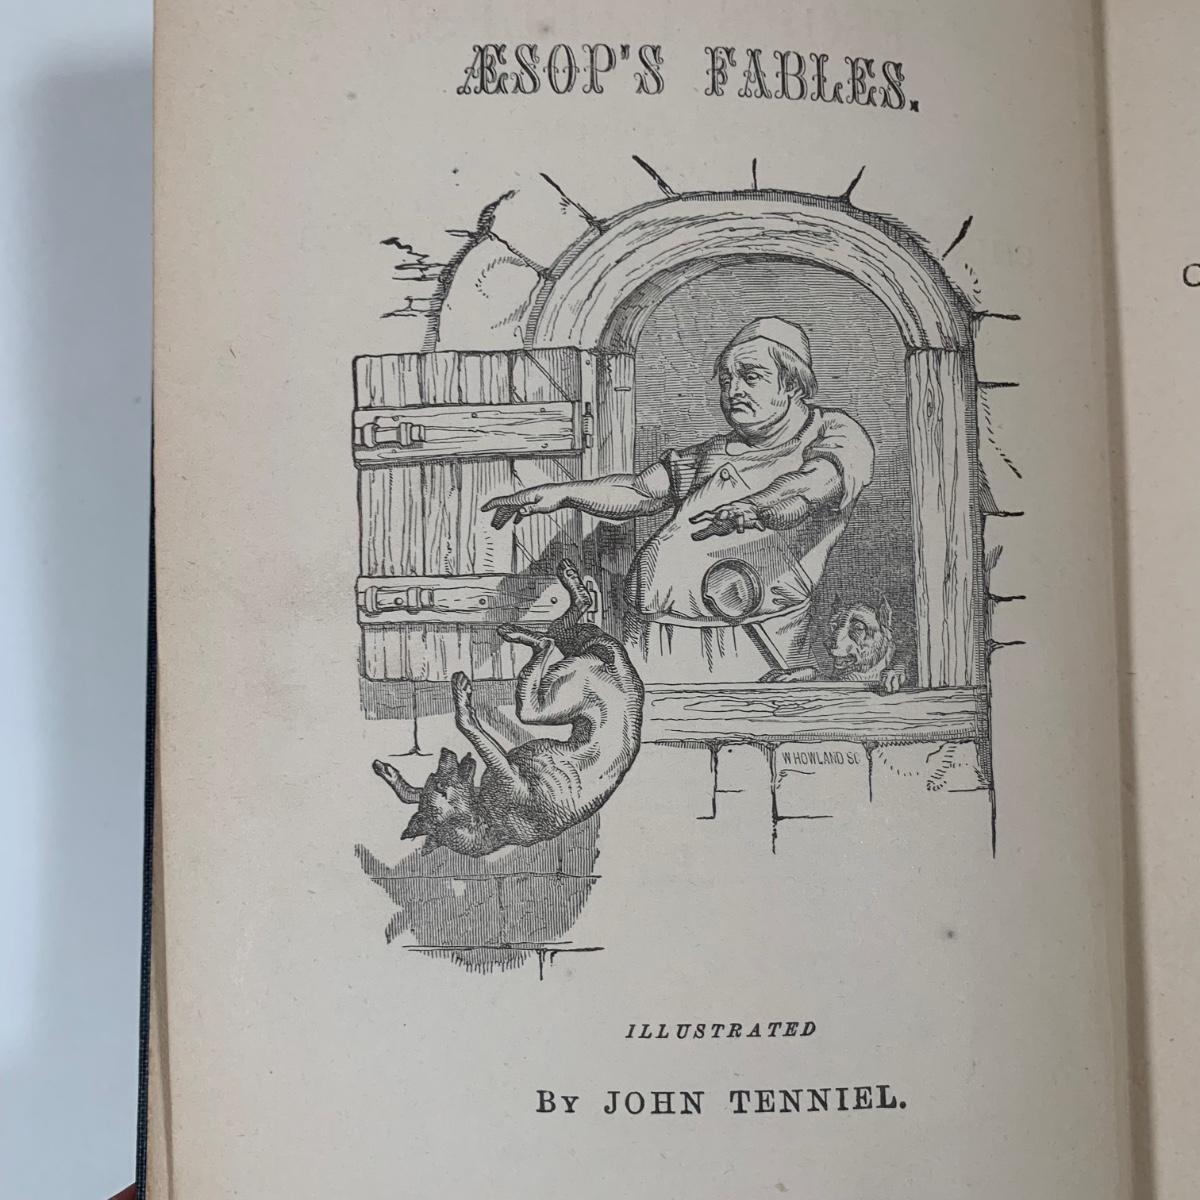 ÆSOP'S FABLES.
W HOWLAND SC
ILLUSTRATED
BY JOHN TENNIEL.